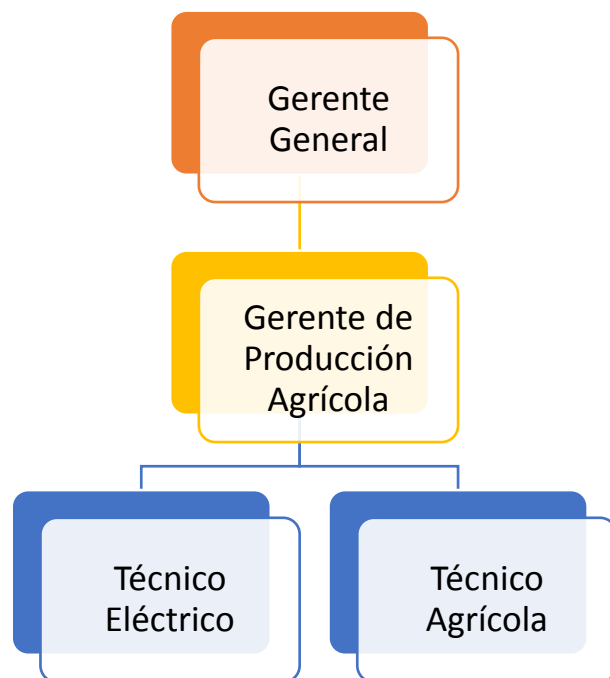 Gerente
General
Gerente de
Producción
Agrícola
Técnico
Eléctrico
Técnico
Agrícola